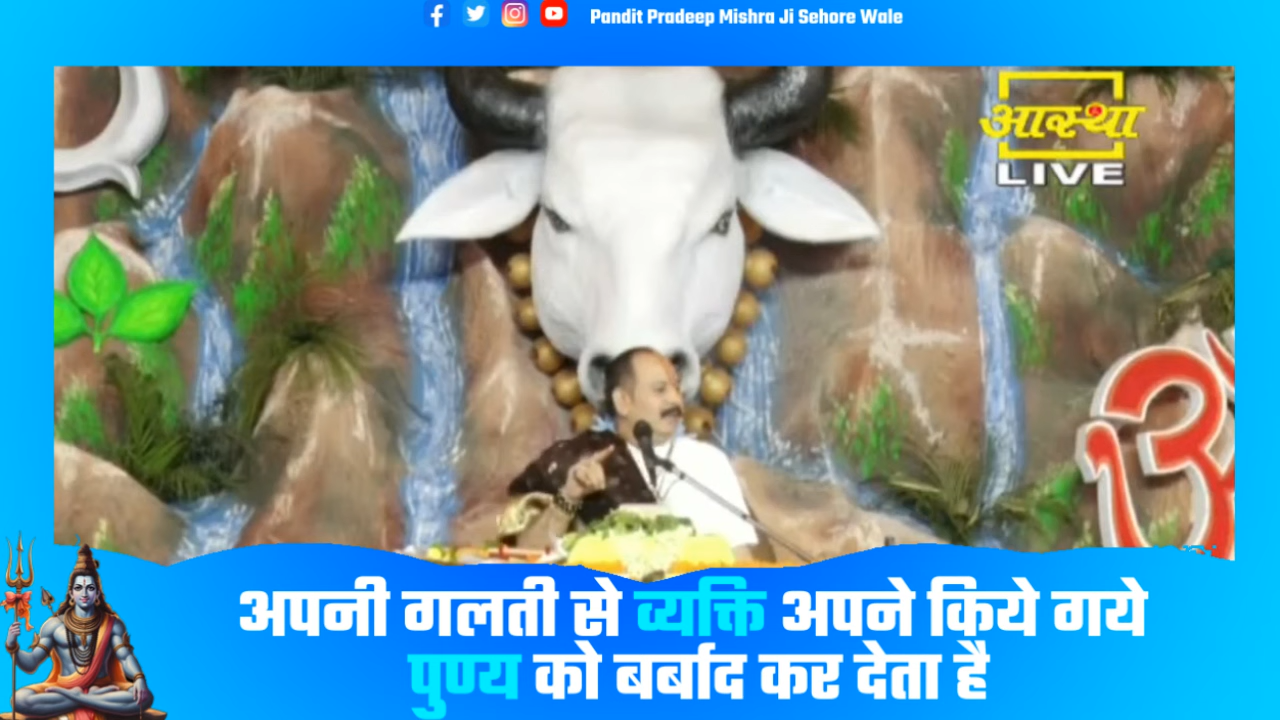 Pandit Pradeep Mishra Ji Sehore Wale
आस्था
LIVE
ॐ
अपनी गलती से व्यक्ति अपने किये गये
पुण्य को बर्बाद कर देता है